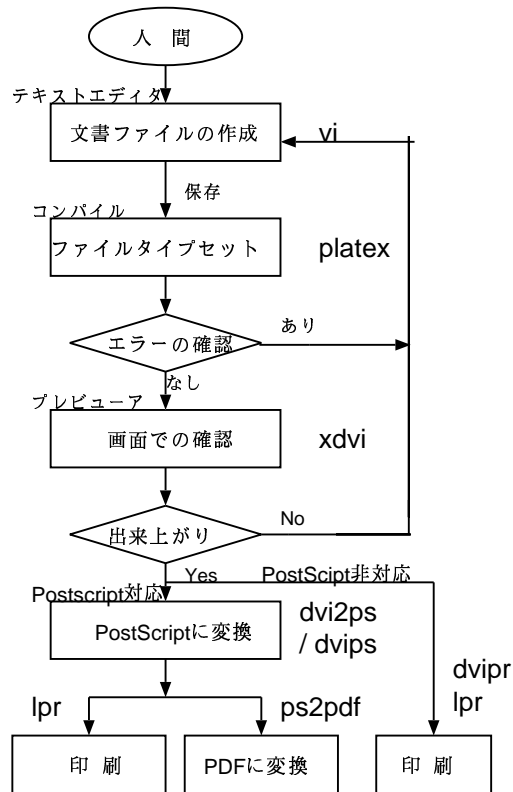 人 間
テキストエディタ
文書ファイルの作成
vi
保存
コンパイル
ファイルタイプセット
platex
エラーの確認
あり
なし
プレビューア
画面での確認
xdvi
出来上がり
No
Yes
PostScipt非対応
Postscript対応
PostScriptに変換
dvi2ps
/ dvips
lpr
ps2pdf
dvipr
lpr
印 刷
PDFに変換
印 刷